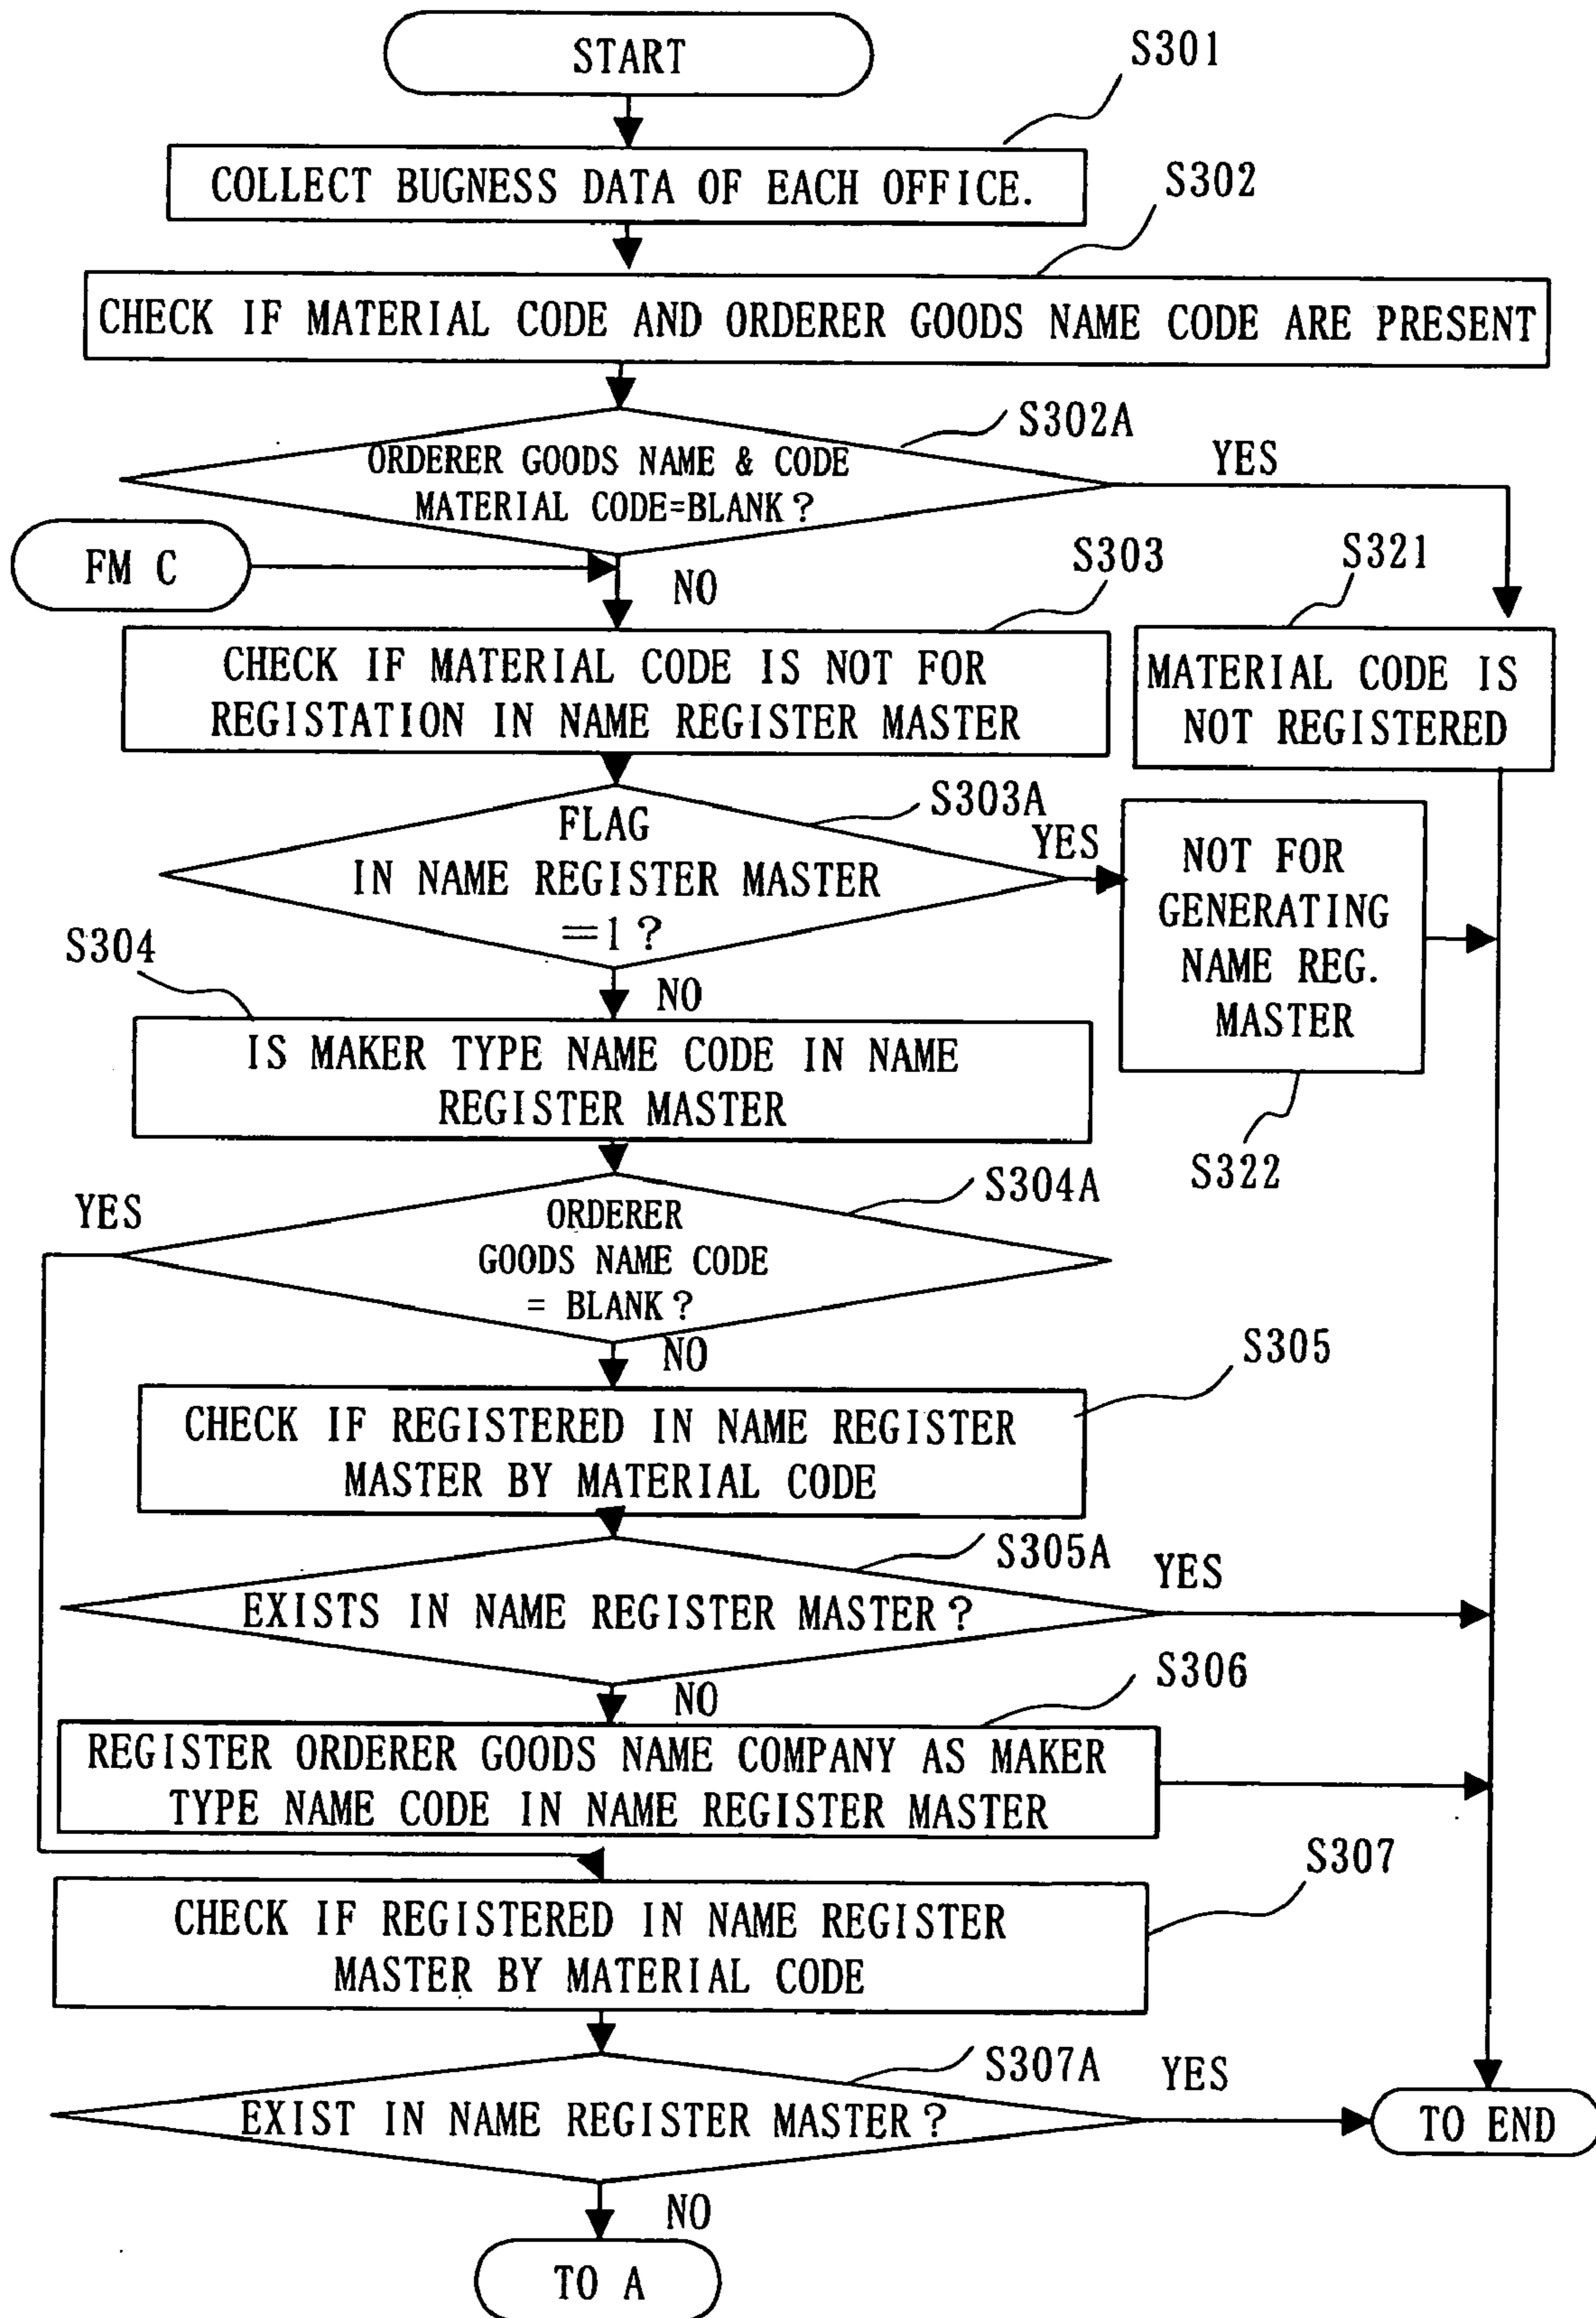 START
S301
COLLECT BUGNESS DATA OF EACH OFFICE.
S302
CHECK IF MATERIAL CODE AND ORDERER GOODS NAME CODE ARE PRESENT
S302A
ORDERER GOODS NAME & CODE
MATERIAL CODE=BLANK?
YES
FM C
NO
S303
S321
CHECK IF MATERIAL CODE IS NOT FOR
REGISTATION IN NAME REGISTER MASTER
MATERIAL CODE IS
NOT REGISTERED
S303A
FLAG
IN NAME REGISTER MASTER
=1?
YES
NOT FOR
GENERATING
NAME REG.
MASTER
S322
S304
NO
IS MAKER TYPE NAME CODE IN NAME
REGISTER MASTER
S304A
YES
ORDERER
GOODS NAME CODE
= BLANK?
NO
S305
CHECK IF REGISTERED IN NAME REGISTER
MASTER BY MATERIAL CODE
S305A
EXISTS IN NAME REGISTER MASTER?
YES
NO
S306
REGISTER ORDERER GOODS NAME COMPANY AS MAKER
TYPE NAME CODE IN NAME REGISTER MASTER
S307
CHECK IF REGISTERED IN NAME REGISTER
MASTER BY MATERIAL CODE
S307A
EXIST IN NAME REGISTER MASTER?
YES
TO END
NO
TO A